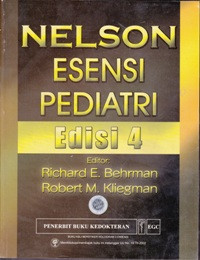 NELSON
ESENSI
PEDIATRI
Edisi 4
Editor:
Richard E. Behrman
Robert M. Kliegman
PENERBIT BUKU KEDOKTERAN EGC